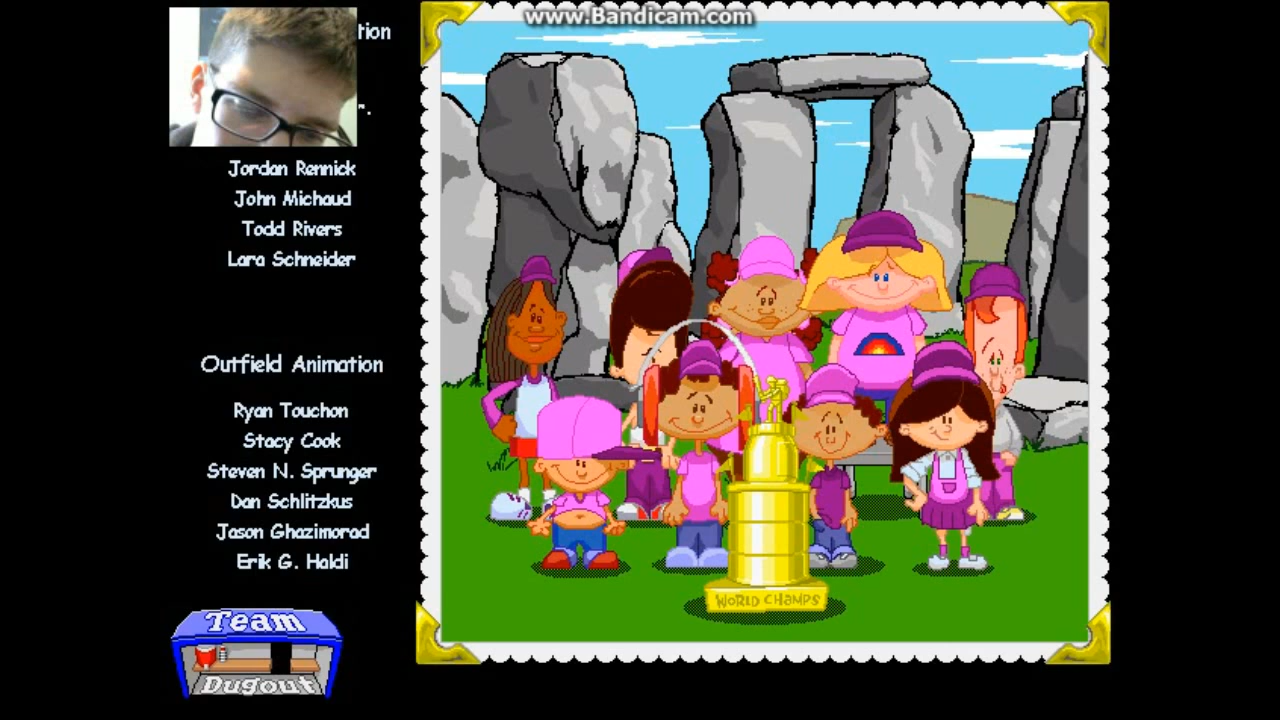 www.Bandicam.com
tion
r.
Jordan Rennick
John Michaud
Todd Rivers
Lara Schneider
Outfield Animation
Ryan Touchon
Stacy Cook
Steven N. Sprunger
Dan Schlitzkus
Jason Ghazimorad
Erik G. Haldi
WORLD CHAMPS
Team
Dugout